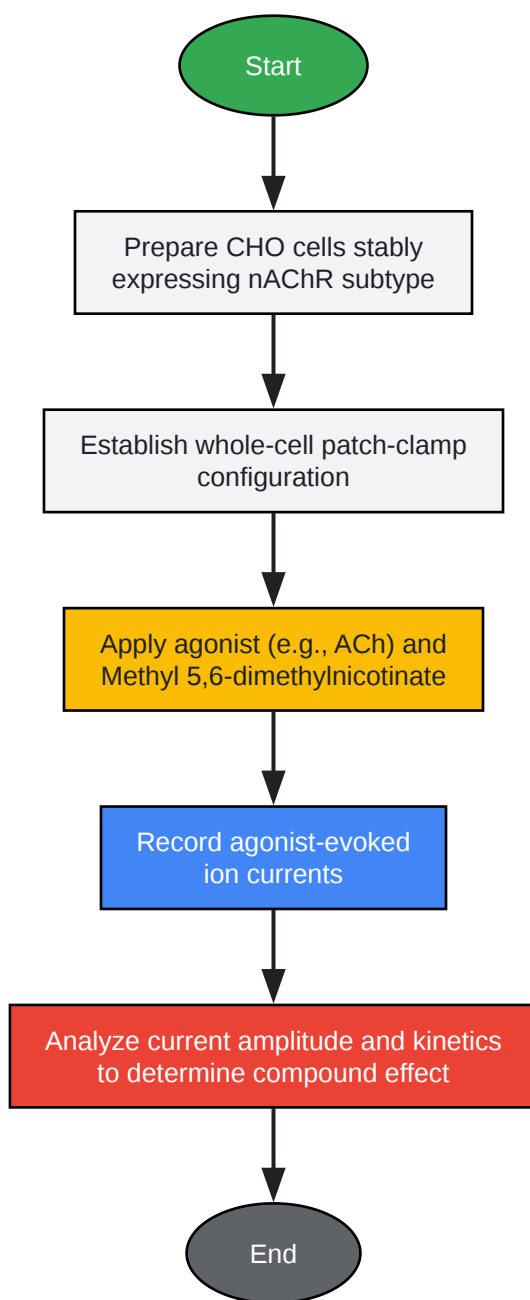 Start
Prepare CHO cells stably
expressing nAChR subtype
Establish whole-cell patch-clamp
configuration
Apply agonist (e.g., ACh) and
Methyl 5,6-dimethylnicotinate
Record agonist-evoked
ion currents
Analyze current amplitude and kinetics
to determine compound effect
End